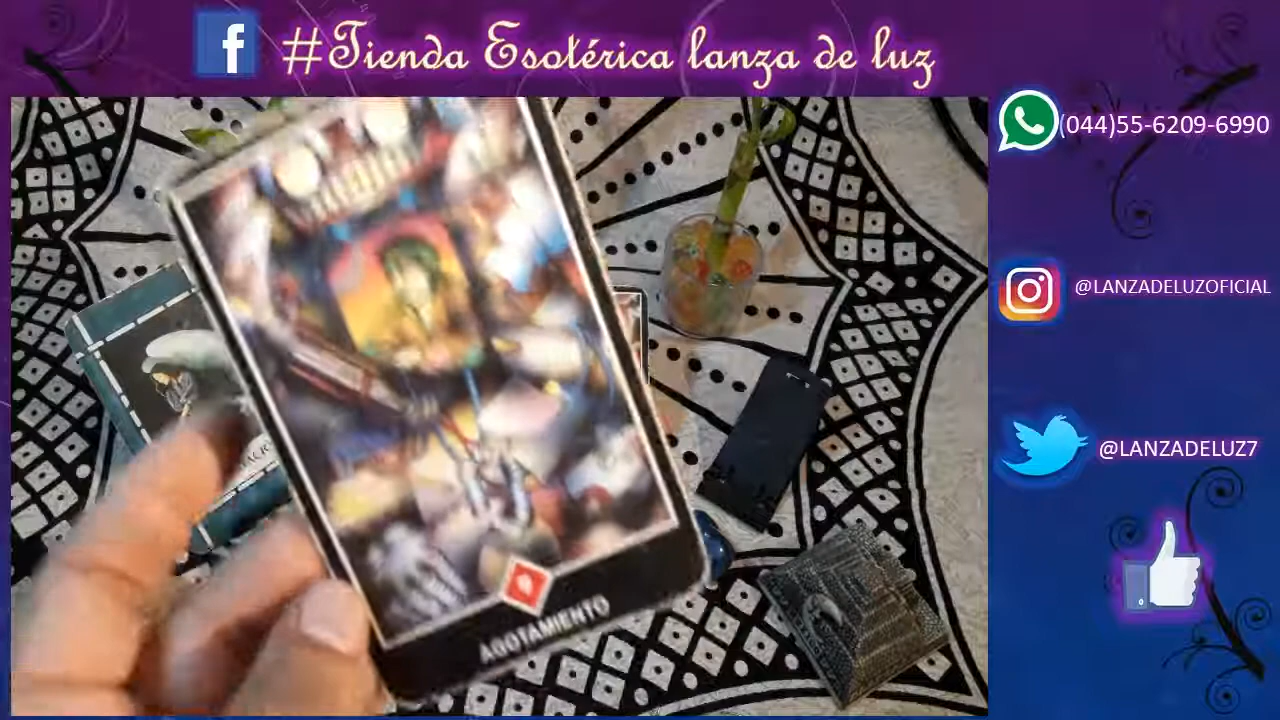 #Tienda Esotérica lanza de luz
(044)55-6209-6990
@LANZADELUZOFICIAL
@LANZADELUZ7
AGOTAMIENTO